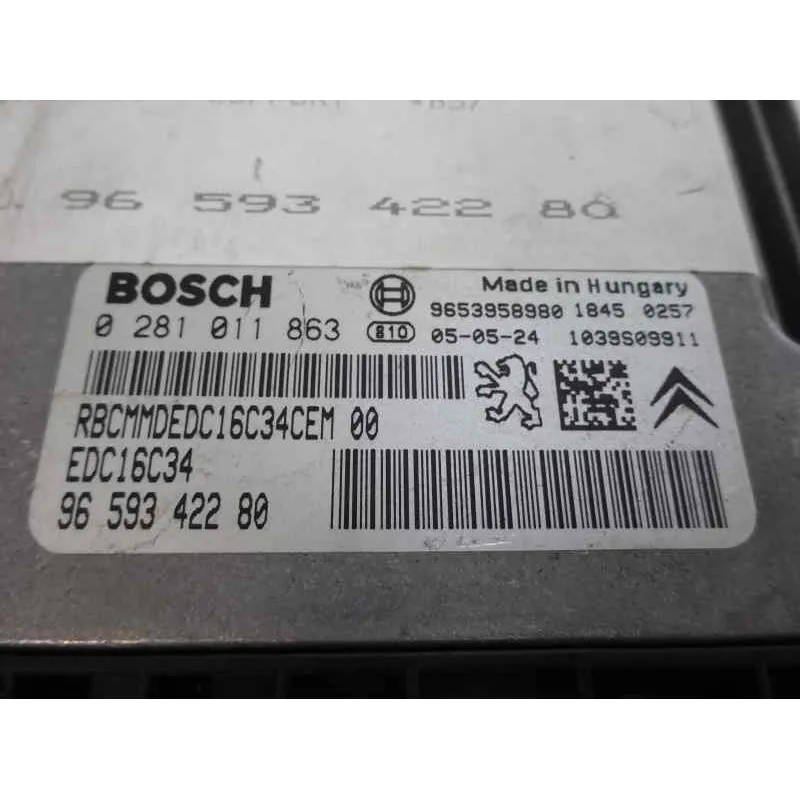 96 593 422 80
BOSCH
Made in Hungary
0 281 011 863
810
9653958980 1845 0257
05-05-24 1039S09911
RBCMMDEDC16C34CEM 00
EDC16C34
96 593 422 80